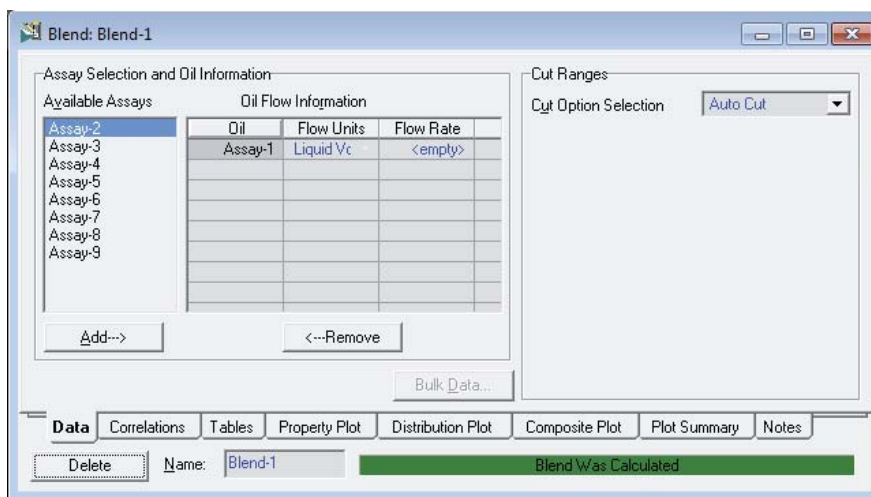 Blend: Blend-1
Assay Selection and Oil Information
Available Assays
Oil Flow Information
Assay-2
Assay-3
Assay-4
Assay-5
Assay-6
Assay-7
Assay-8
Assay-9
Oil Flow Units Flow Rate
Assay-1 Liquid Vc <empty>
Add--->
<---Remove
Bulk Data...
Cut Ranges
Cut Option Selection Auto Cut
Data Correlations Tables Property Plot Distribution Plot Composite Plot Plot Summary Notes
Delete Name: Blend-1 Blend Was Calculated